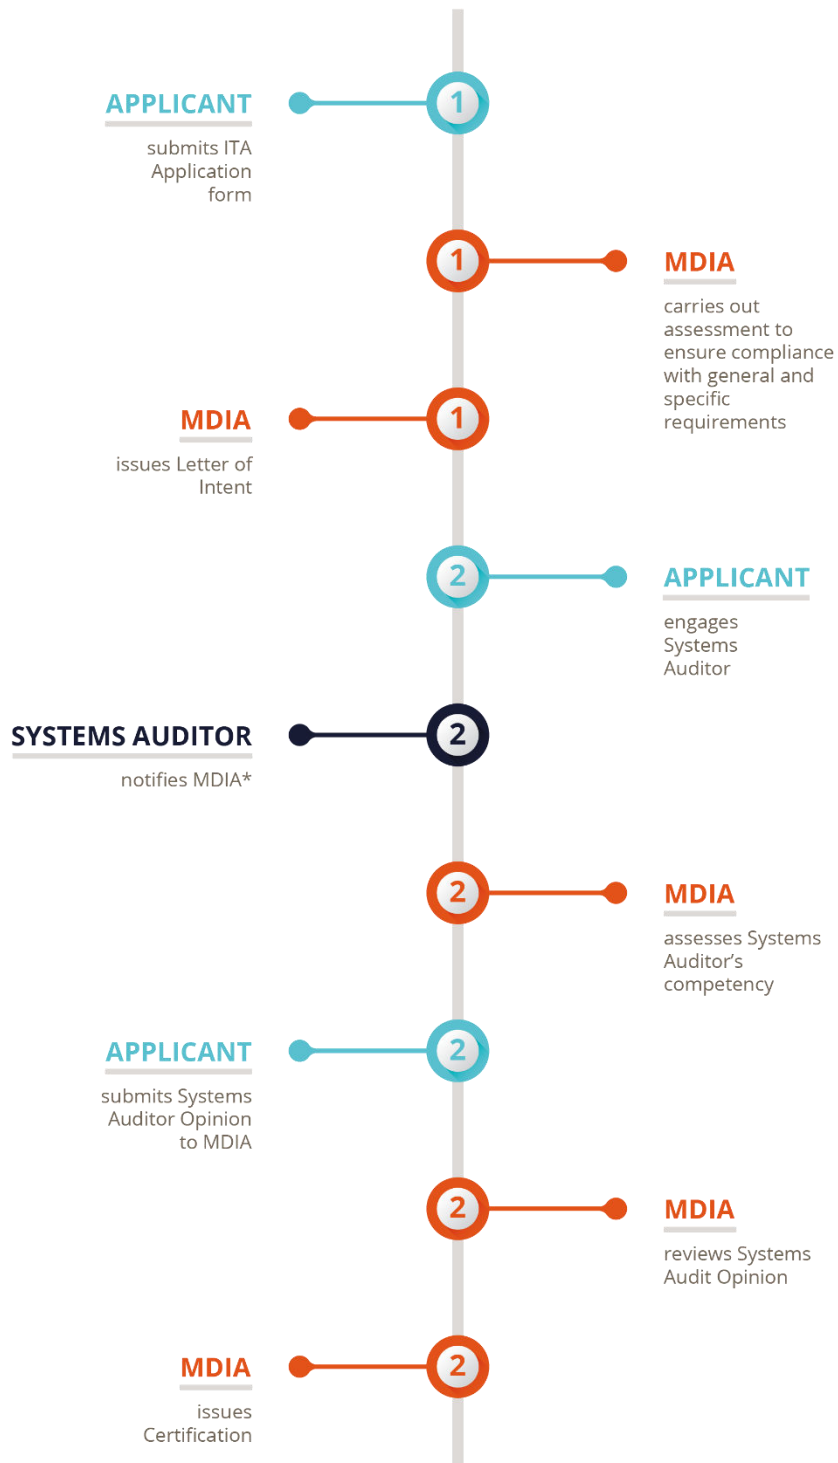 APPLICANT
1
submits ITA
Application
form
1
MDIA
carries out
assessment to
ensure compliance
with general and
specific
requirements
MDIA
1
issues Letter of
Intent
2
APPLICANT
engages
Systems
Auditor
SYSTEMS AUDITOR
2
notifies MDIA*
2
MDIA
assesses Systems
Auditor’s
competency
APPLICANT
2
submits Systems
Auditor Opinion
to MDIA
2
MDIA
reviews Systems
Audit Opinion
MDIA
2
issues
Certification